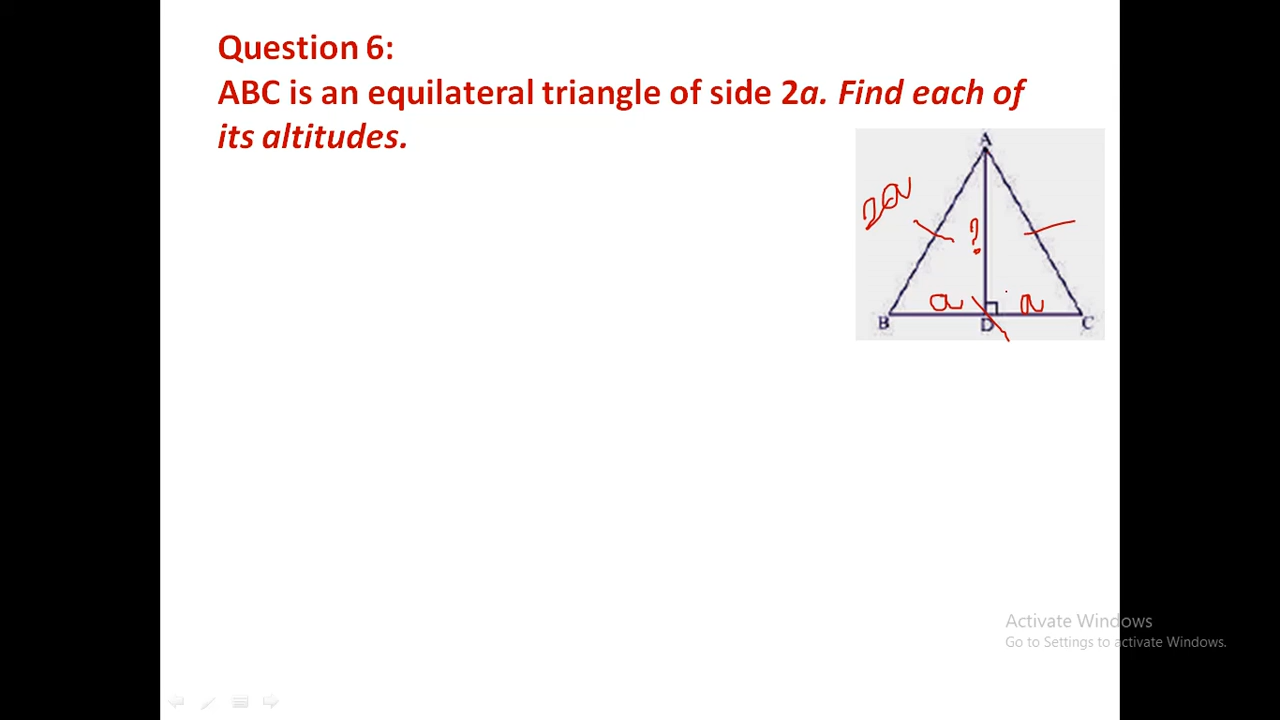 Question 6:
ABC is an equilateral triangle of side 2a. Find each of
its altitudes.
A
2a
?
a
a
B
D
C
Activate Windows
Go to Settings to activate Windows.